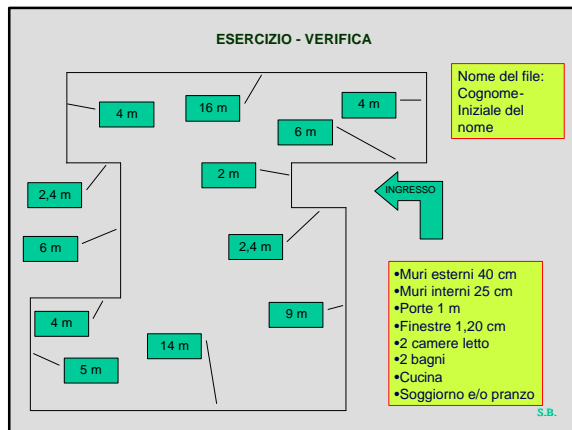 ESERCIZIO - VERIFICA
Nome del file:
Cognome-
Iniziale del
nome
4 m
16 m
4 m
6 m
2 m
2,4 m
INGRESSO
6 m
2,4 m
4 m
9 m
14 m
5 m
•Muri esterni 40 cm
•Muri interni 25 cm
•Porte 1 m
•Finestre 1,20 cm
•2 camere letto
•2 bagni
•Cucina
•Soggiorno e/o pranzo
S.B.